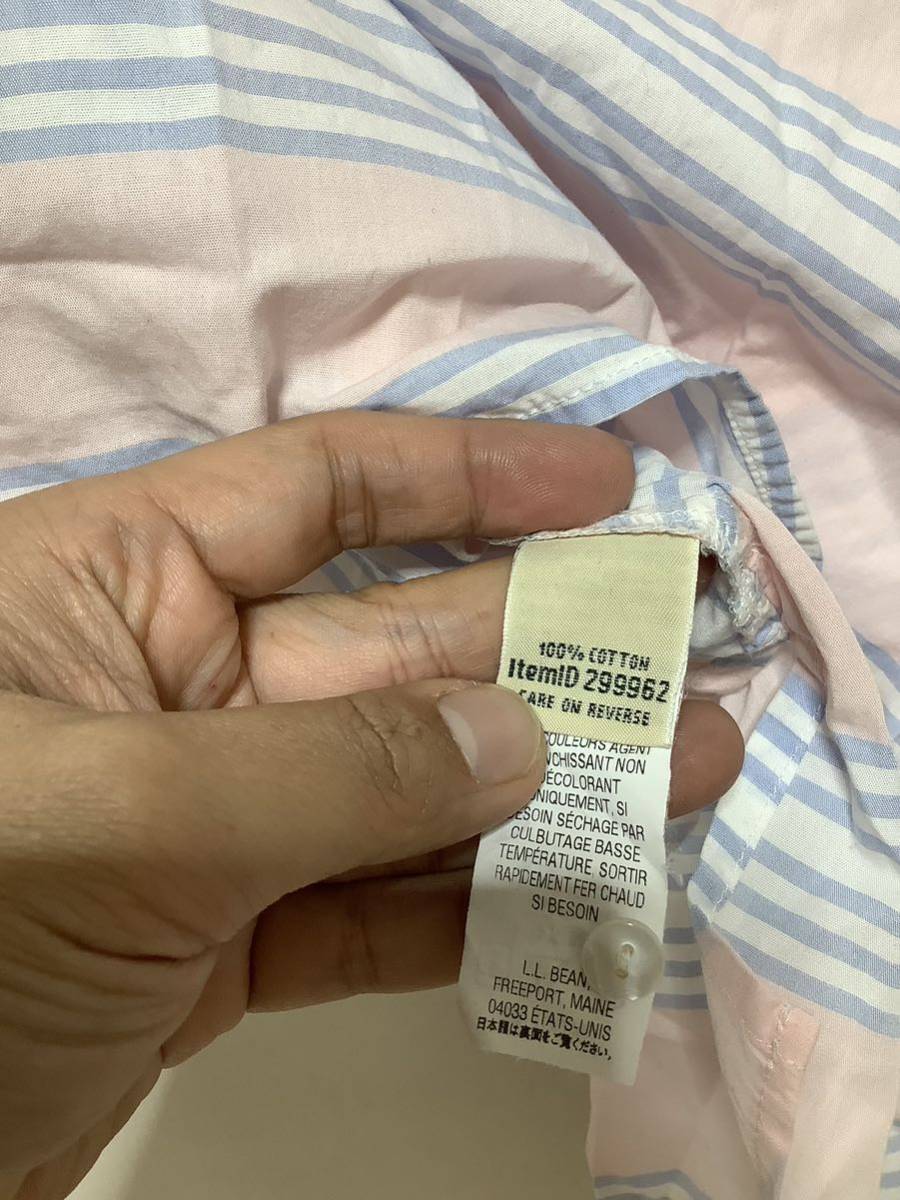 100% COTTON
ItemID 299962
CARE ON REVERSE
COULEURS AGENT
NCHISSANT NON
DÉCOLORANT
UNIQUEMENT, SI
BESOIN SÉCHAGE PAR
CULBUTAGE BASSE
TEMPÉRATURE, SORTIR
RAPIDEMENT FER CHAUD
SI BESOIN
L.L. BEAN,
FREEPORT, MAINE
04033 ÉTATS-UNIS
日本語は裏面をご覧ください。